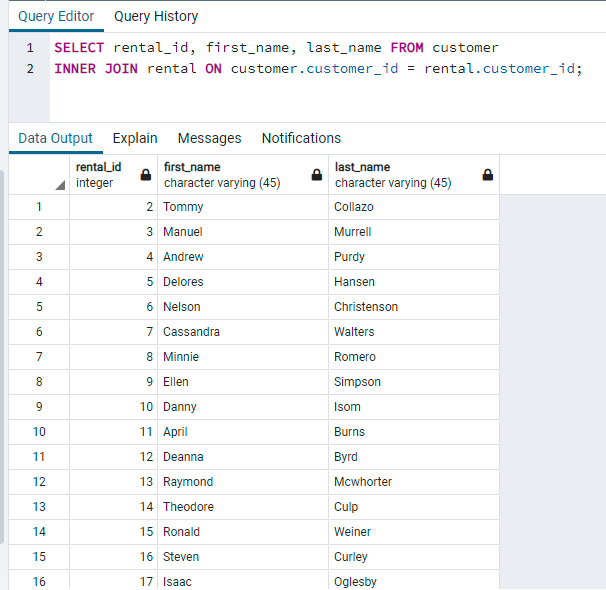 Query Editor Query History
1 SELECT rental_id, first_name, last_name FROM customer
2 INNER JOIN rental ON customer.customer_id = rental.customer_id;
Data Output Explain Messages Notifications
rental_id first_name last_name
integer character varying (45) character varying (45)
1 2 Tommy Collazo
2 3 Manuel Murrell
3 4 Andrew Purdy
4 5 Delores Hansen
5 6 Nelson Christenson
6 7 Cassandra Walters
7 8 Minnie Romero
8 9 Ellen Simpson
9 10 Danny Isom
10 11 April Burns
11 12 Deanna Byrd
12 13 Raymond Mcwhorter
13 14 Theodore Culp
14 15 Ronald Weiner
15 16 Steven Curley
16 17 Isaac Oglesby